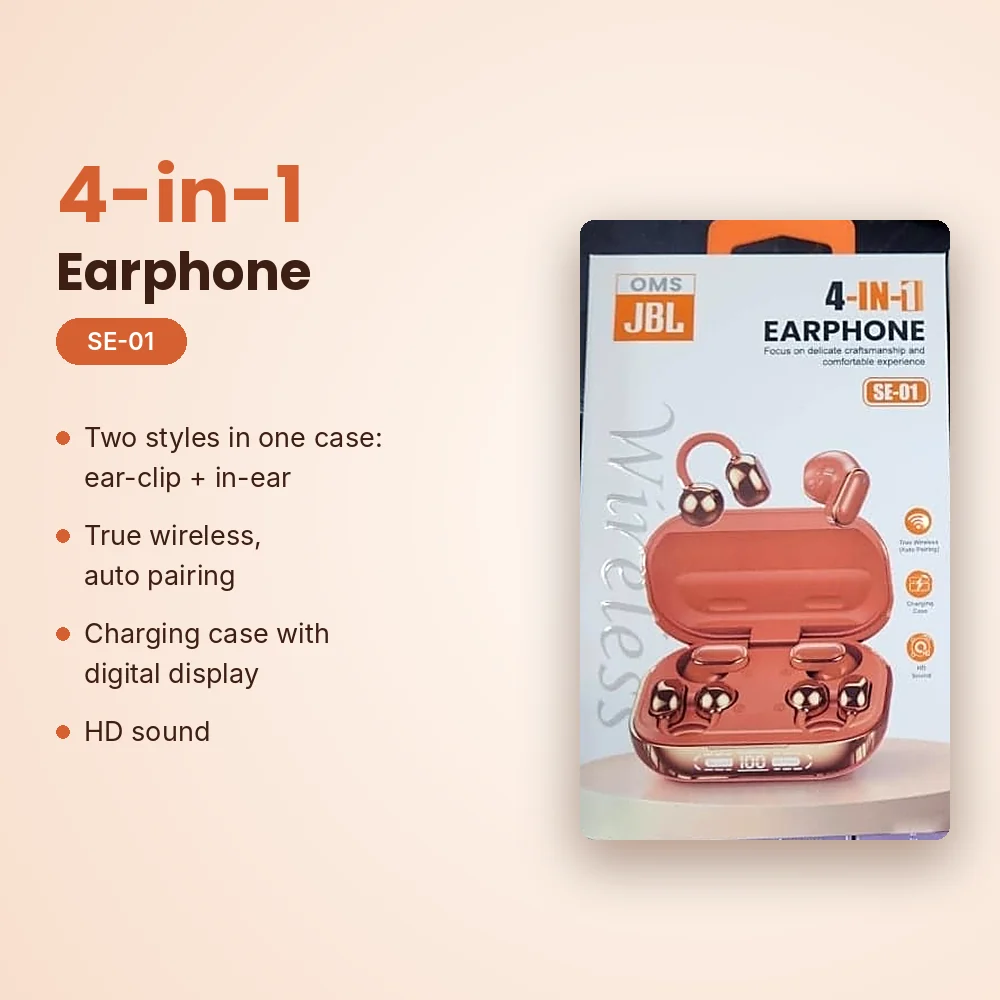 4-in-1
Earphone
SE-01
Two styles in one case:
ear-clip + in-ear
True wireless,
auto pairing
Charging case with
digital display
HD sound
OMS
JBL
4-IN-1
EARPHONE
Focus on delicate craftsmanship and
comfortable experience
SE-01
Wireless
True Wireless
(Auto Pairing)
Charging
Case
HD
Sound
100